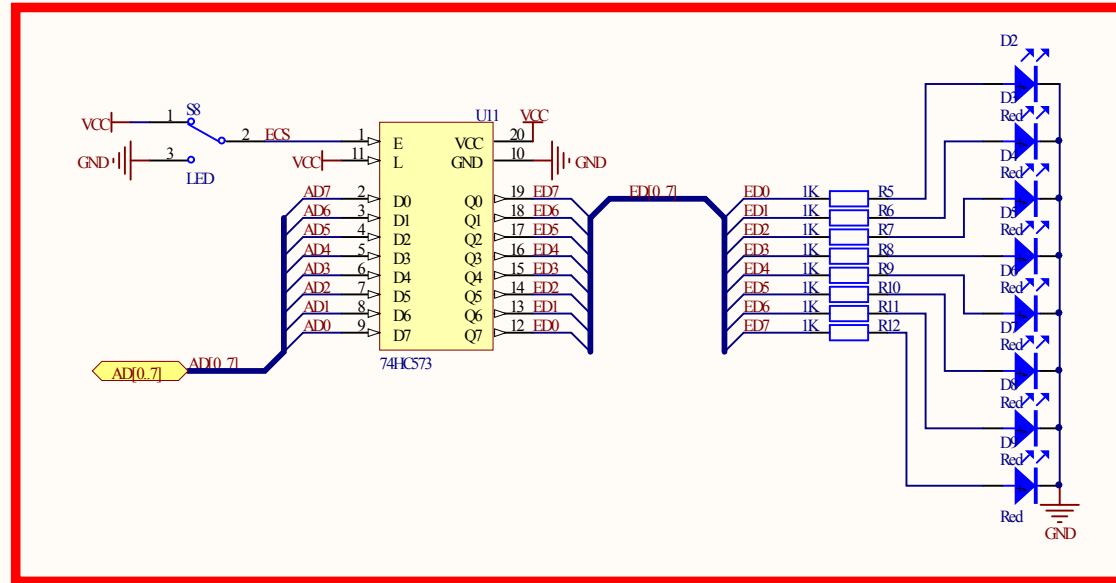 D2
S8
VCC
1
2
ECS
GND
3
LED
U11
VCC
1
E
VCC
20
VCC
11
L
GND
10
GND
AD7 2 D0 Q0 19 ED7
AD6 3 D1 Q1 18 ED6
AD5 4 D2 Q2 17 ED5
AD4 5 D3 Q3 16 ED4
AD3 6 D4 Q4 15 ED3
AD2 7 D5 Q5 14 ED2
AD1 8 D6 Q6 13 ED1
AD0 9 D7 Q7 12 ED0
74HC573
AD[0..7]
AD[0..7]
ED[0..7]
ED0 1K R5
ED1 1K R6
ED2 1K R7
ED3 1K R8
ED4 1K R9
ED5 1K R10
ED6 1K R11
ED7 1K R12
D3
Red
D4
Red
D5
Red
D6
Red
D7
Red
D8
Red
D9
Red
Red
GND